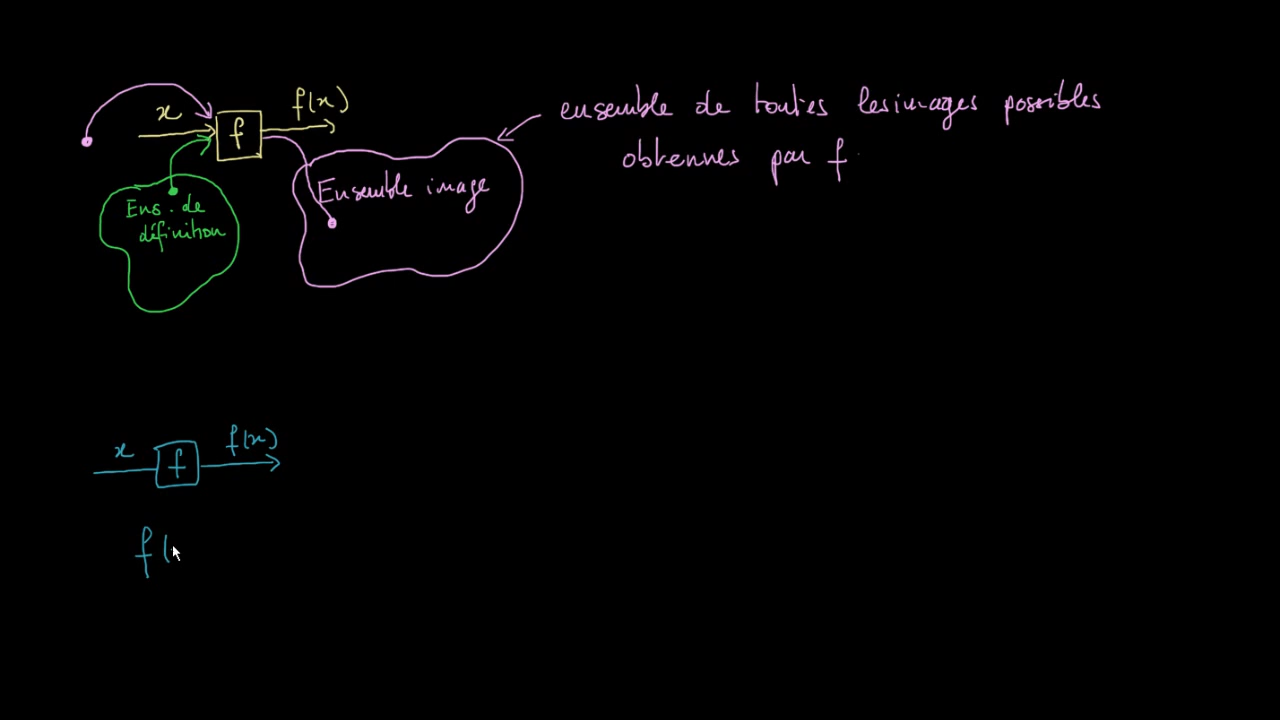 x
f
f(x)
ensemble de toutes les images possibles
obtenues par f
Ensemble image
Ens. de
définition
x
f
f(x)
f(